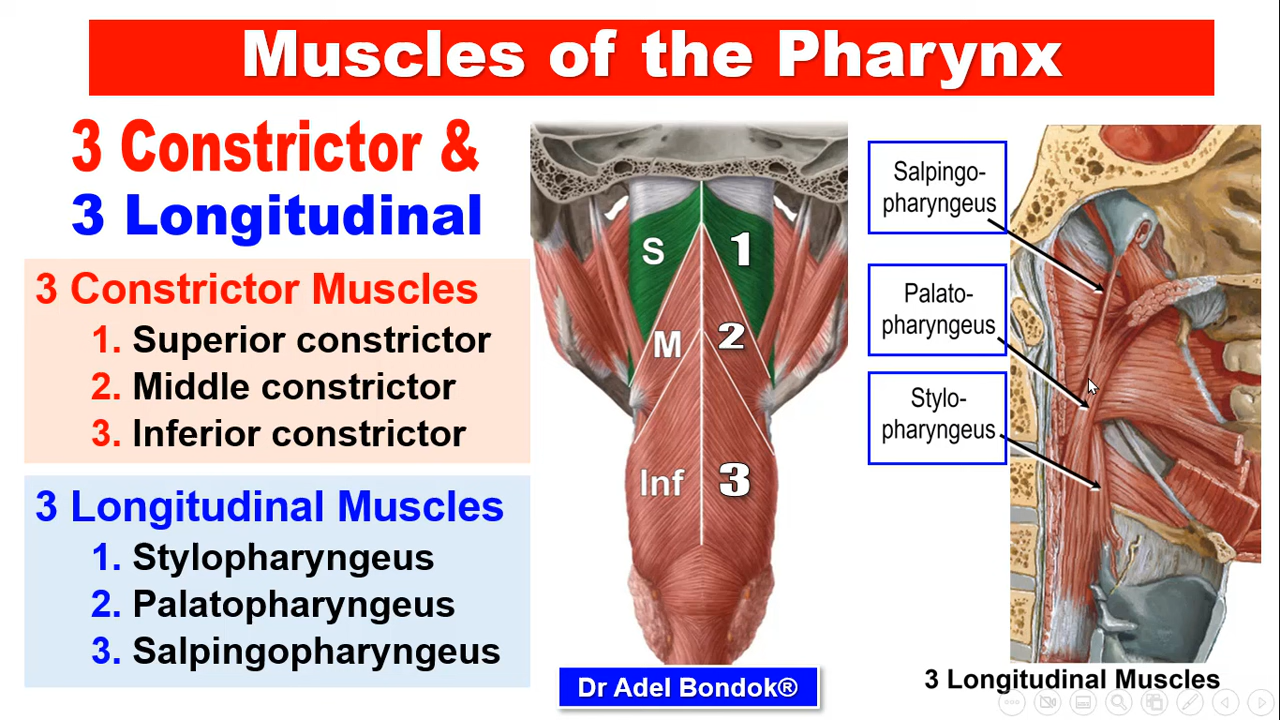 Muscles of the Pharynx
3 Constrictor &
3 Longitudinal
3 Constrictor Muscles
1. Superior constrictor
2. Middle constrictor
3. Inferior constrictor
3 Longitudinal Muscles
1. Stylopharyngeus
2. Palatopharyngeus
3. Salpingopharyngeus
S 1
M 2
Inf 3
Dr Adel Bondok®
Salpingo-
pharyngeus
Palato-
pharyngeus
Stylo-
pharyngeus
3 Longitudinal Muscles